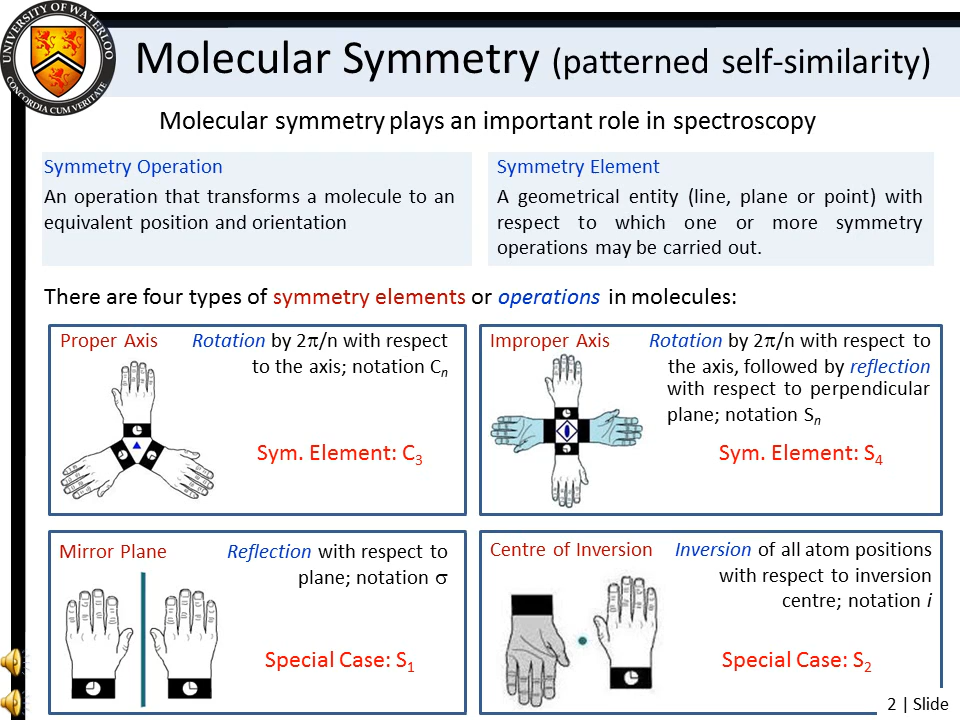 UNIVERSITY OF WATERLOO
CONCORDIA CUM VERITATE
Molecular Symmetry (patterned self-similarity)
Molecular symmetry plays an important role in spectroscopy
Symmetry Operation
An operation that transforms a molecule to an
equivalent position and orientation
Symmetry Element
A geometrical entity (line, plane or point) with
respect to which one or more symmetry
operations may be carried out.
There are four types of symmetry elements or operations in molecules:
Proper Axis Rotation by 2π/n with respect
to the axis; notation Cn
Sym. Element: C3
Improper Axis Rotation by 2π/n with respect to
the axis, followed by reflection
with respect to perpendicular
plane; notation Sn
Sym. Element: S4
Mirror Plane Reflection with respect to
plane; notation σ
Special Case: S1
Centre of Inversion Inversion of all atom positions
with respect to inversion
centre; notation i
Special Case: S2
2 | Slide